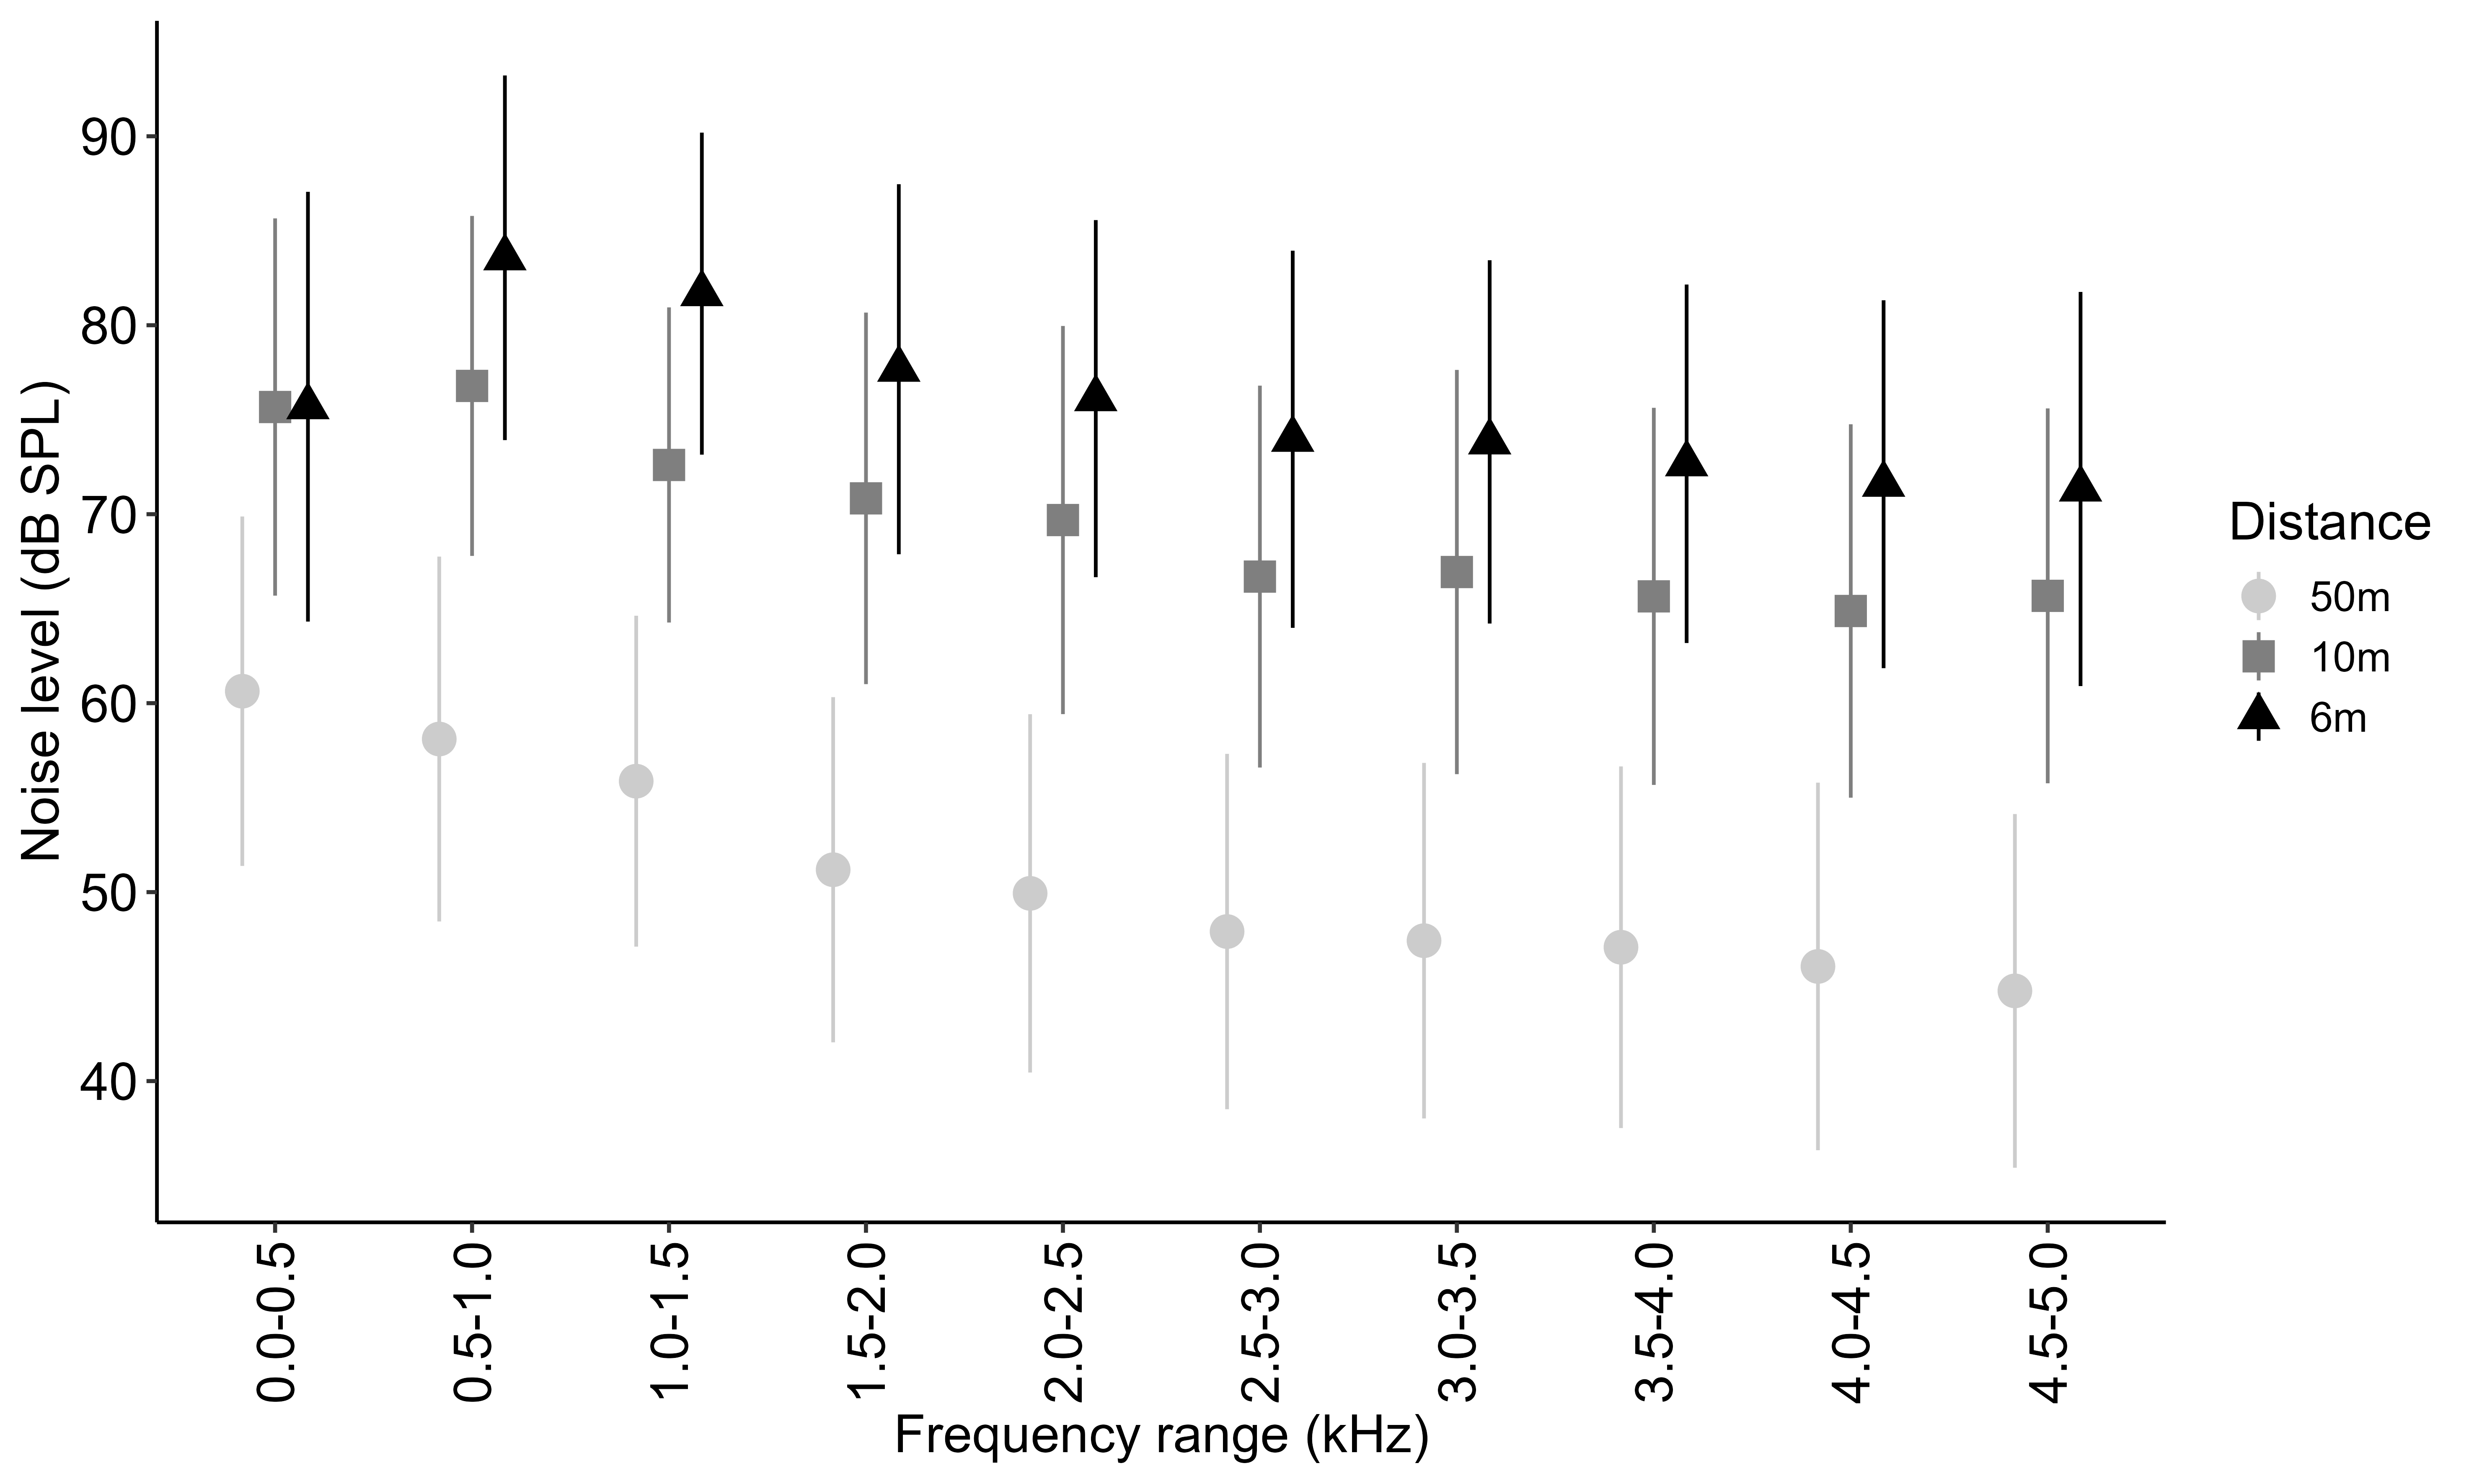 Noise level (dB SPL)
90
80
70
60
50
40
0.0-0.5
0.5-1.0
1.0-1.5
1.5-2.0
2.0-2.5
2.5-3.0
3.0-3.5
3.5-4.0
4.0-4.5
4.5-5.0
Frequency range (kHz)
Distance
50m
10m
6m